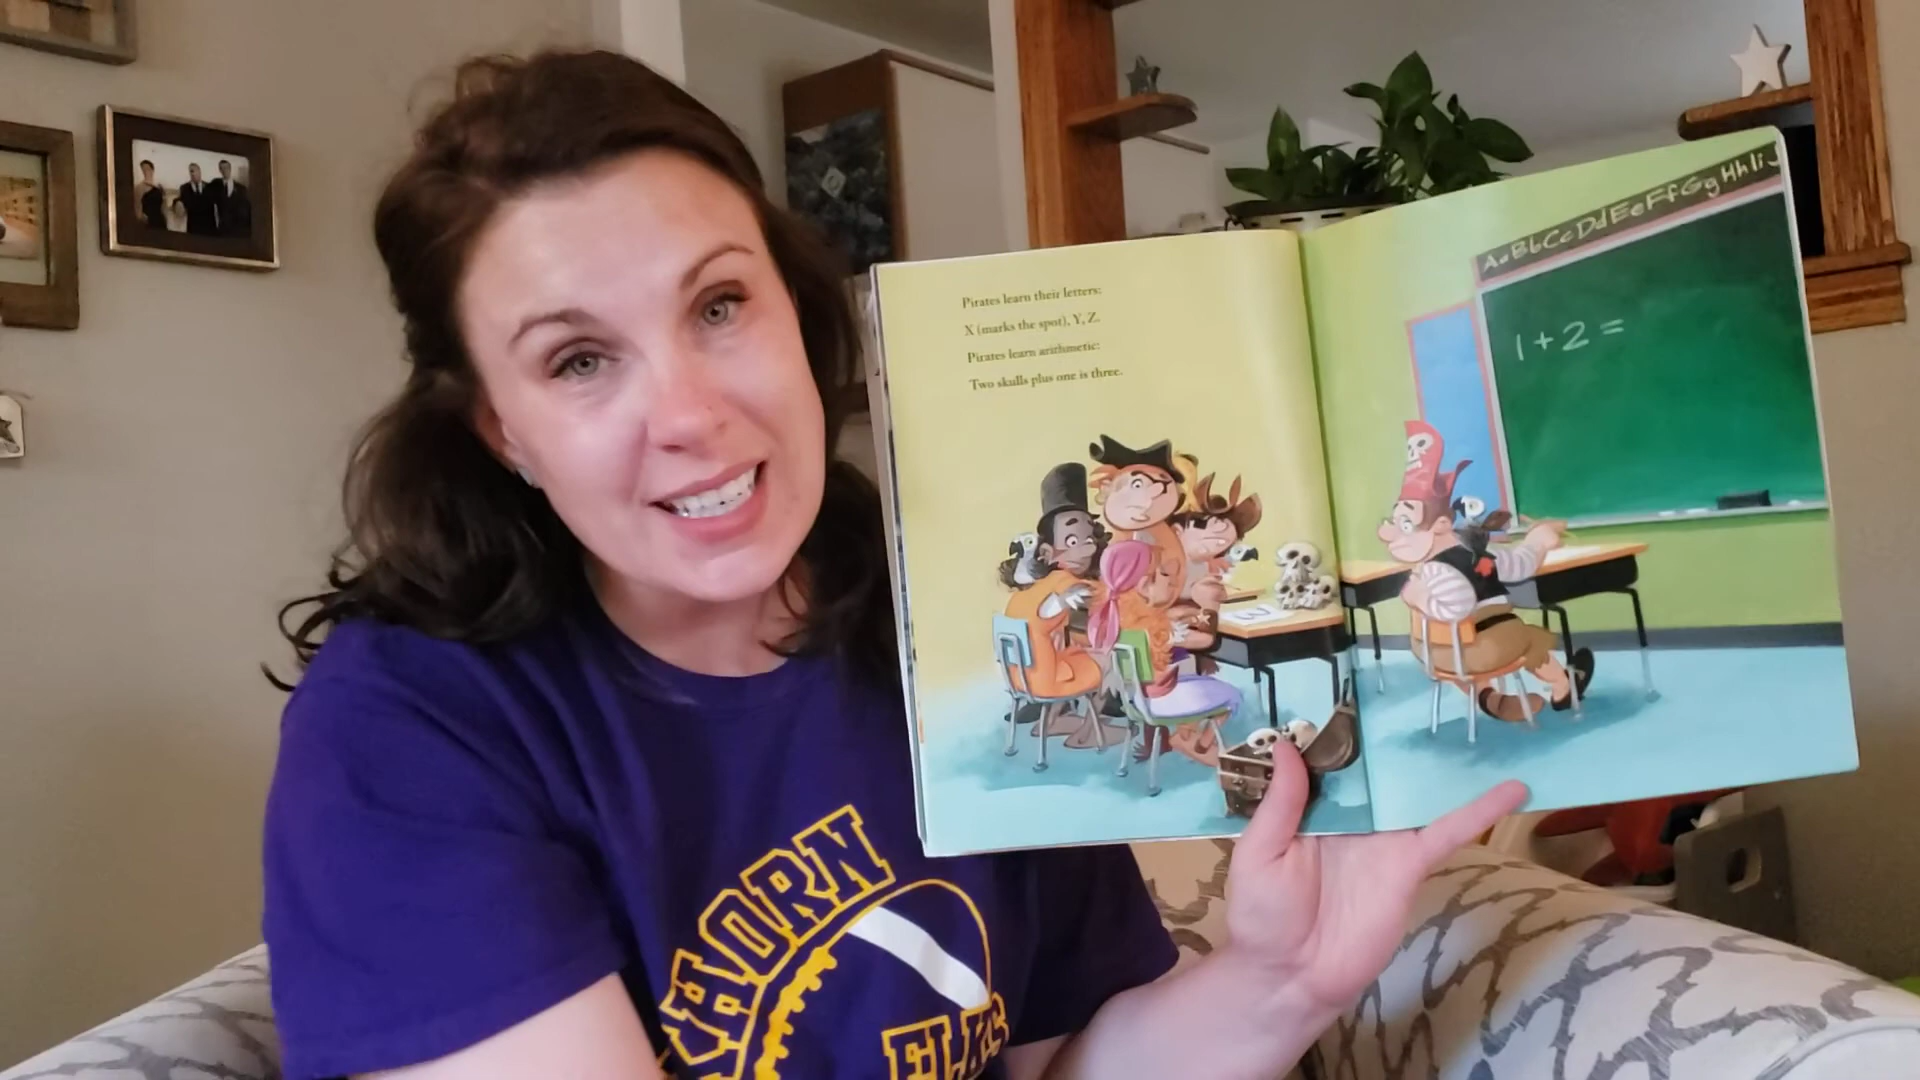 Pirates learn their letters:
X (marks the spot), Y, Z.
Pirates learn arithmetic:
Two skulls plus one is three.
AaBbCcDdEeFfGgHhIiJ
1+2=
HORN
ELKS